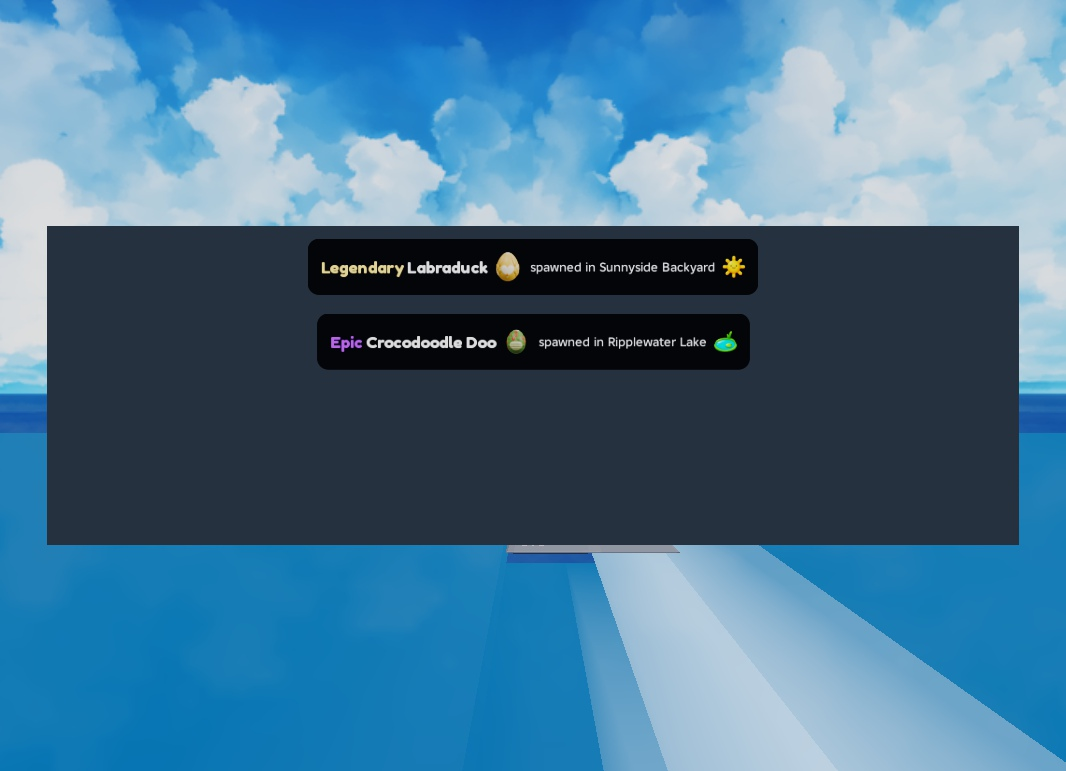 Legendary Labraduck spawned in Sunnyside Backyard
Epic Crocodoodle Doo spawned in Ripplewater Lake